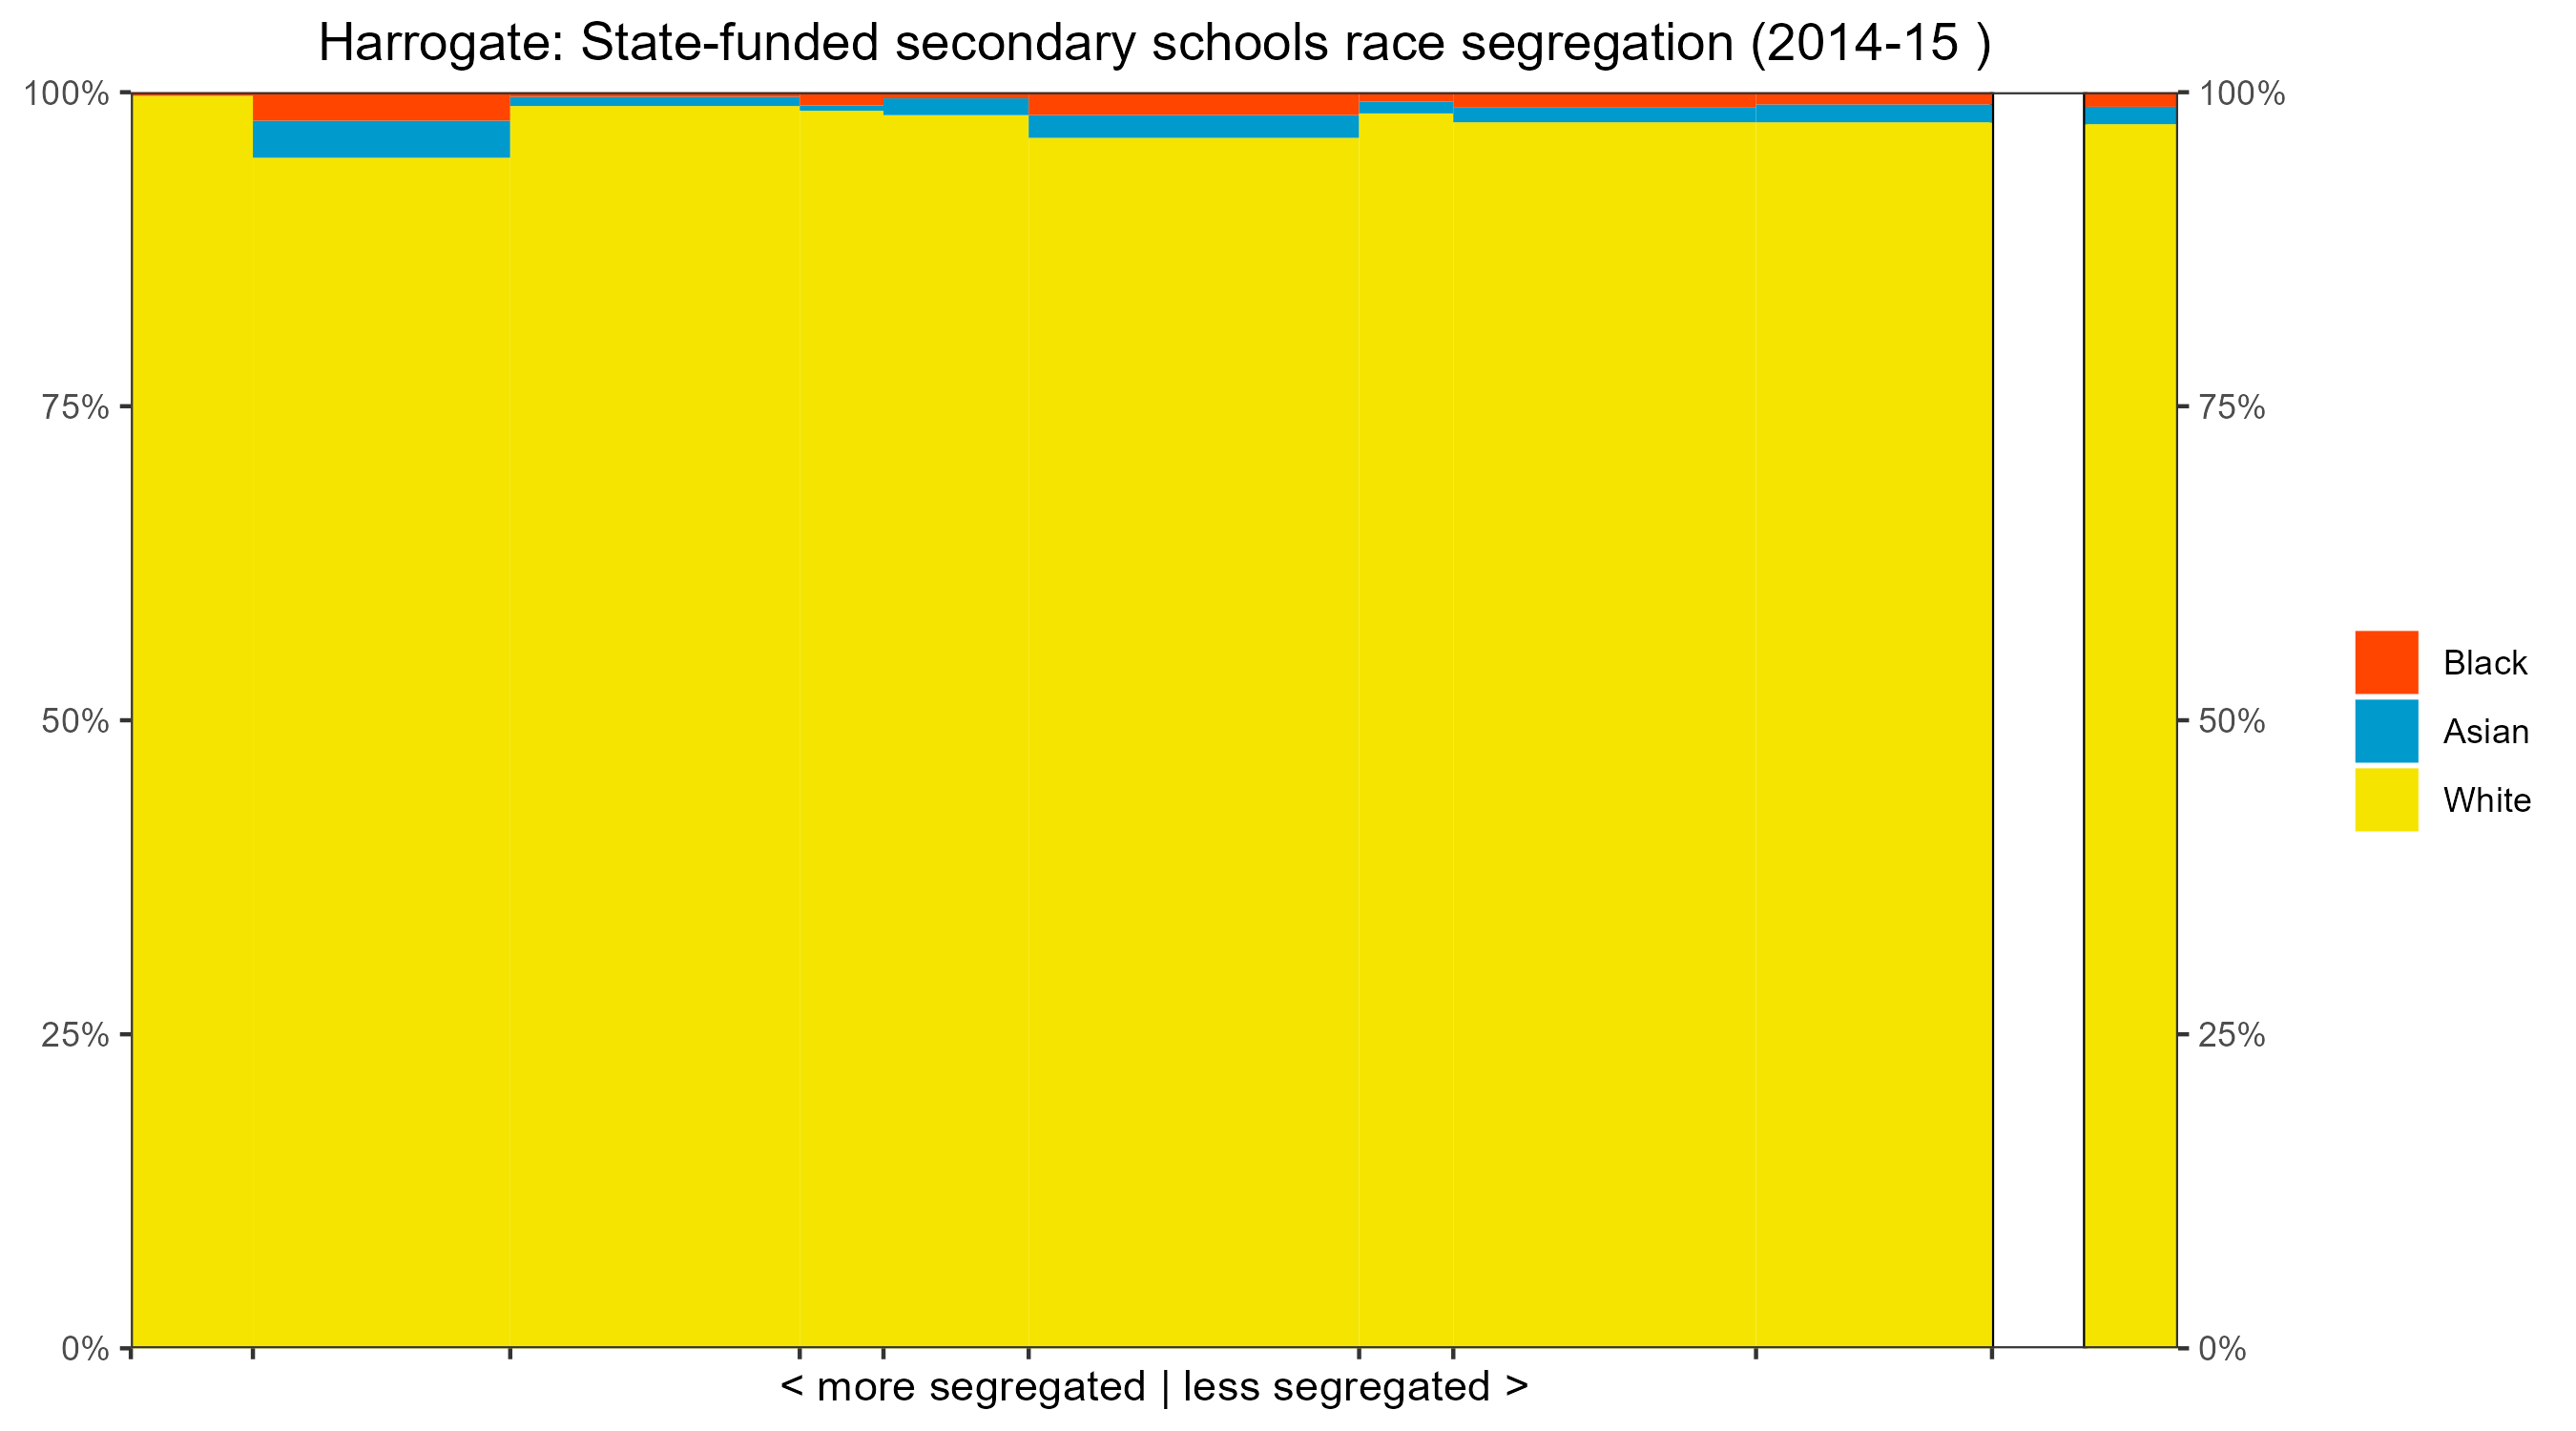 Harrogate: State-funded secondary schools race segregation (2014-15 )
100%
75%
50%
25%
0%
100%
75%
50%
25%
0%
Black
Asian
White
< more segregated | less segregated >